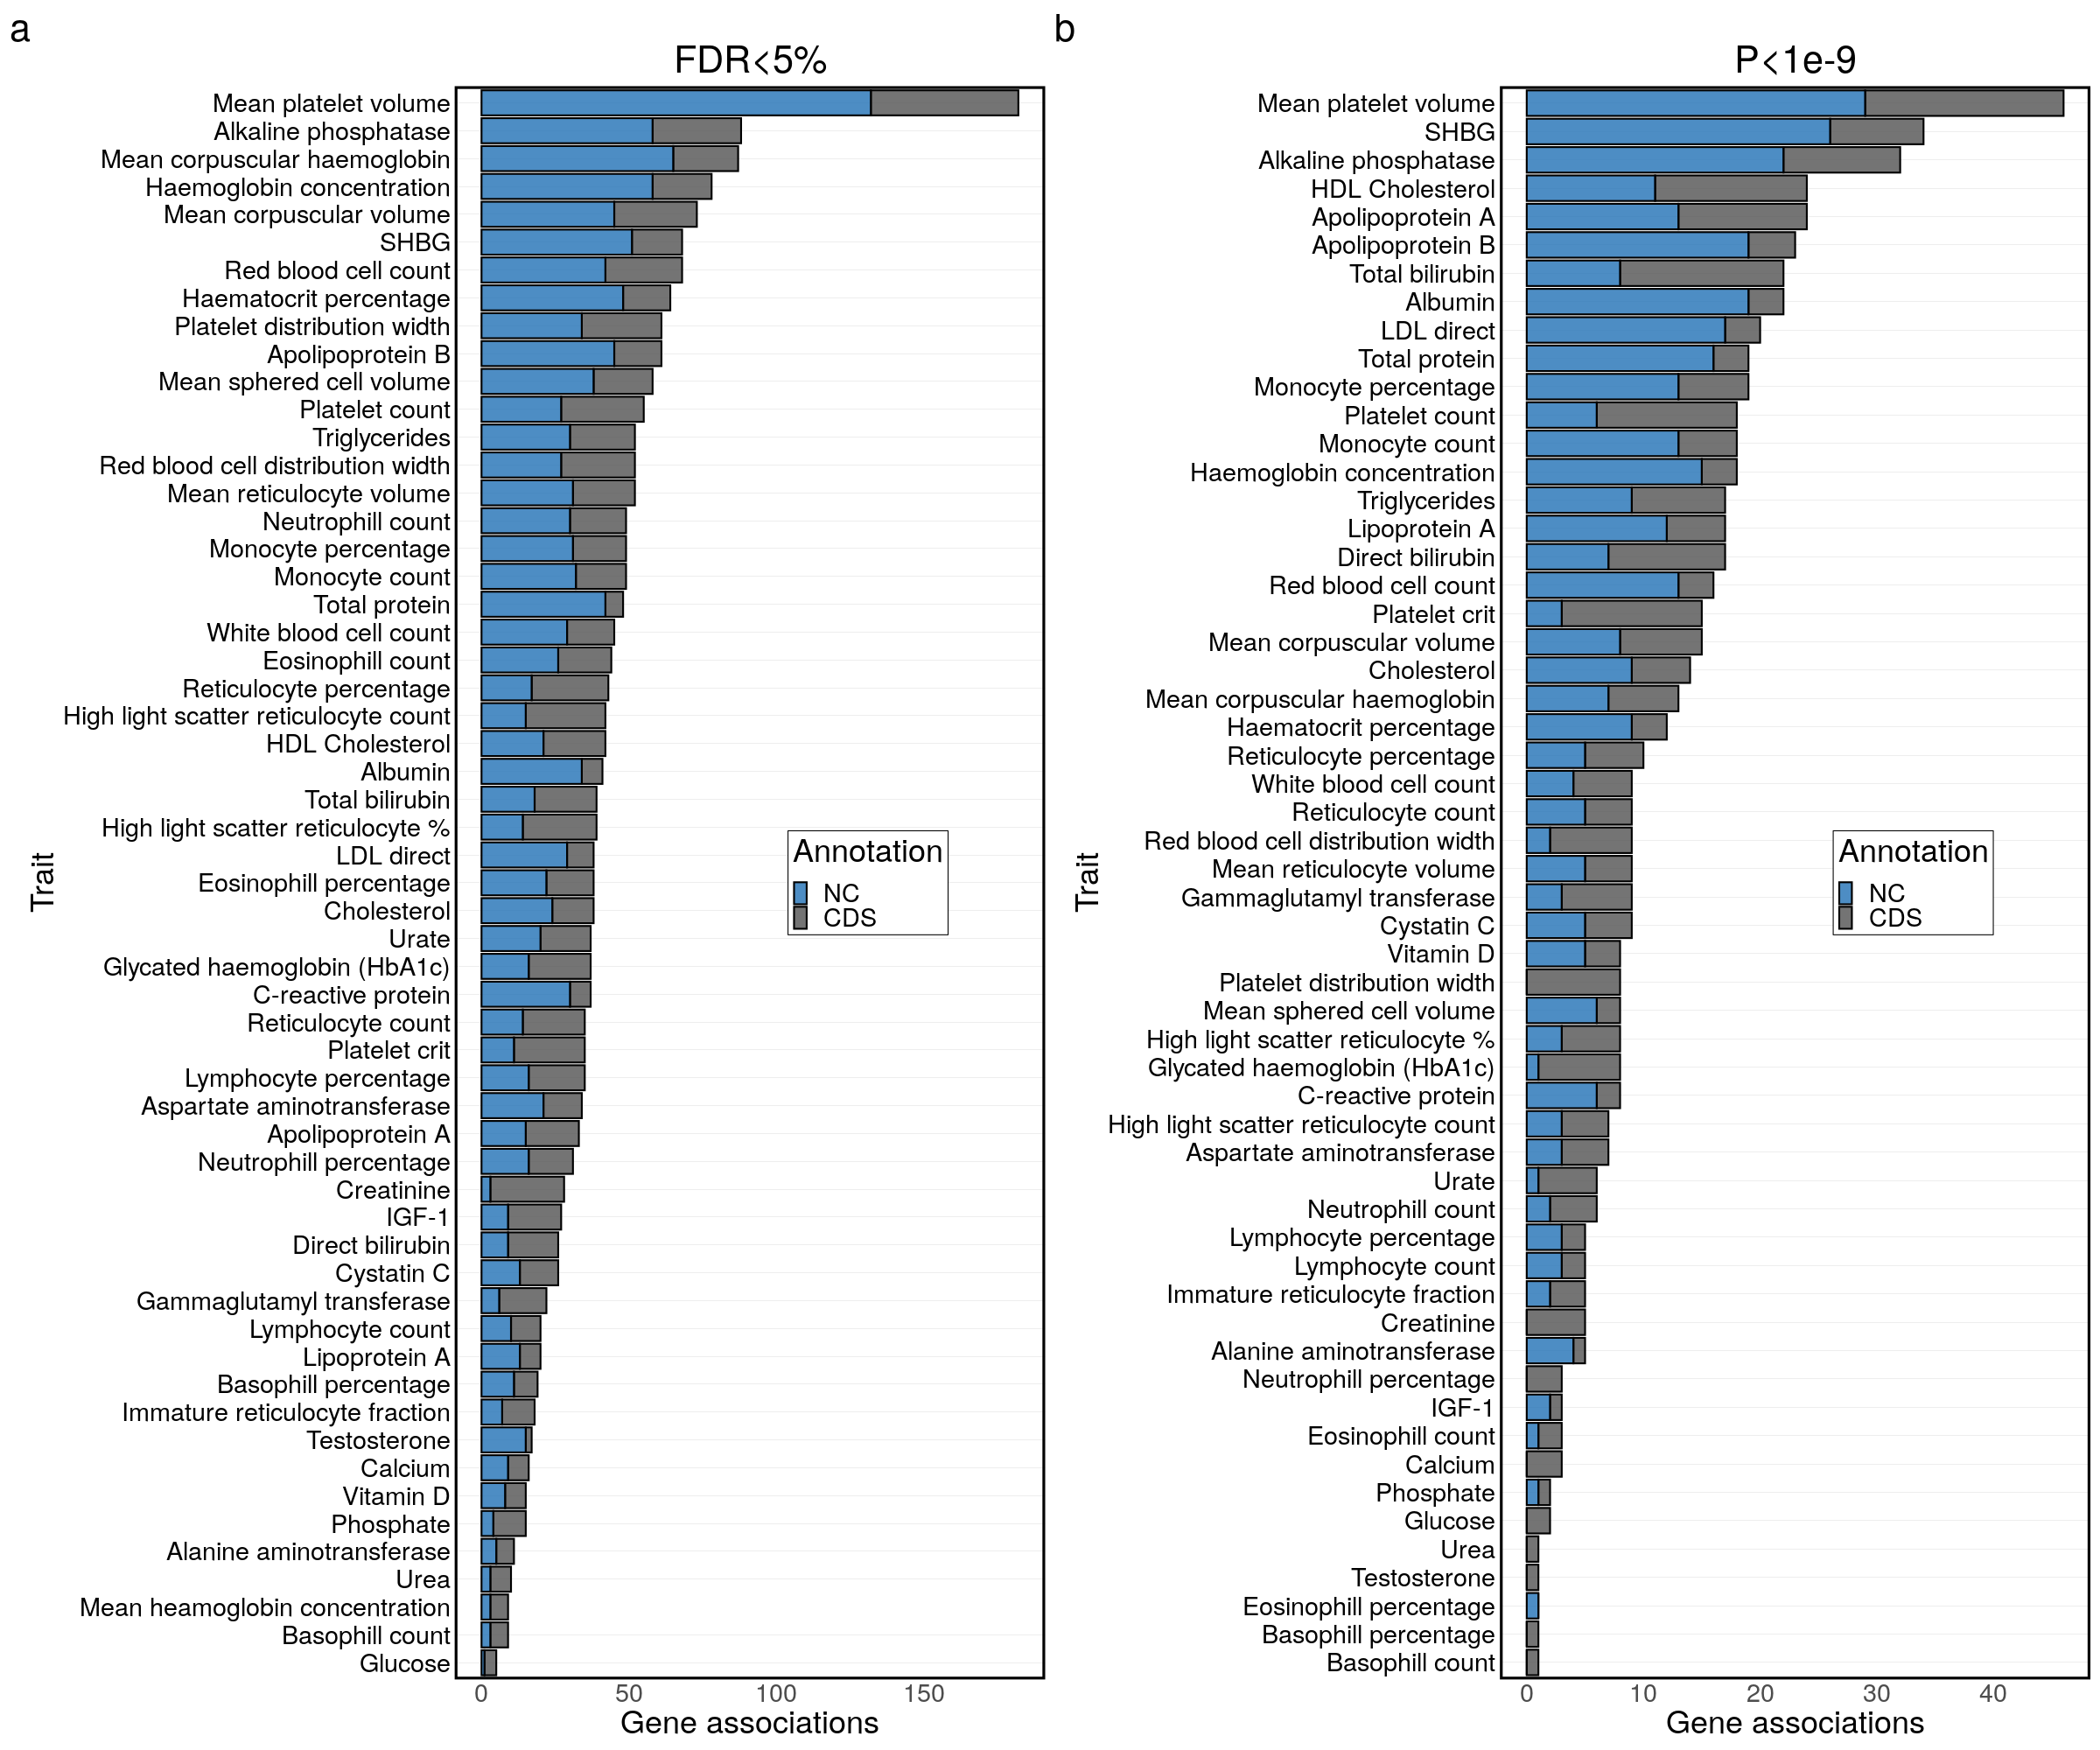 a
FDR<5%
Trait
Mean platelet volume
Alkaline phosphatase
Mean corpuscular haemoglobin
Haemoglobin concentration
Mean corpuscular volume
SHBG
Red blood cell count
Haematocrit percentage
Platelet distribution width
Apolipoprotein B
Mean sphered cell volume
Platelet count
Triglycerides
Red blood cell distribution width
Mean reticulocyte volume
Neutrophill count
Monocyte percentage
Monocyte count
Total protein
White blood cell count
Eosinophill count
Reticulocyte percentage
High light scatter reticulocyte count
HDL Cholesterol
Albumin
Total bilirubin
High light scatter reticulocyte %
LDL direct
Eosinophill percentage
Cholesterol
Urate
Glycated haemoglobin (HbA1c)
C-reactive protein
Reticulocyte count
Platelet crit
Lymphocyte percentage
Aspartate aminotransferase
Apolipoprotein A
Neutrophill percentage
Creatinine
IGF-1
Direct bilirubin
Cystatin C
Gammaglutamyl transferase
Lymphocyte count
Lipoprotein A
Basophill percentage
Immature reticulocyte fraction
Testosterone
Calcium
Vitamin D
Phosphate
Alanine aminotransferase
Urea
Mean heamoglobin concentration
Basophill count
Glucose
Annotation
NC
CDS
0 50 100 150
Gene associations
b
P<1e-9
Trait
Mean platelet volume
SHBG
Alkaline phosphatase
HDL Cholesterol
Apolipoprotein A
Apolipoprotein B
Total bilirubin
Albumin
LDL direct
Total protein
Monocyte percentage
Platelet count
Monocyte count
Haemoglobin concentration
Triglycerides
Lipoprotein A
Direct bilirubin
Red blood cell count
Platelet crit
Mean corpuscular volume
Cholesterol
Mean corpuscular haemoglobin
Haematocrit percentage
Reticulocyte percentage
White blood cell count
Reticulocyte count
Red blood cell distribution width
Mean reticulocyte volume
Gammaglutamyl transferase
Cystatin C
Vitamin D
Platelet distribution width
Mean sphered cell volume
High light scatter reticulocyte %
Glycated haemoglobin (HbA1c)
C-reactive protein
High light scatter reticulocyte count
Aspartate aminotransferase
Urate
Neutrophill count
Lymphocyte percentage
Lymphocyte count
Immature reticulocyte fraction
Creatinine
Alanine aminotransferase
Neutrophill percentage
IGF-1
Eosinophill count
Calcium
Phosphate
Glucose
Urea
Testosterone
Eosinophill percentage
Basophill percentage
Basophill count
Annotation
NC
CDS
0 10 20 30 40
Gene associations